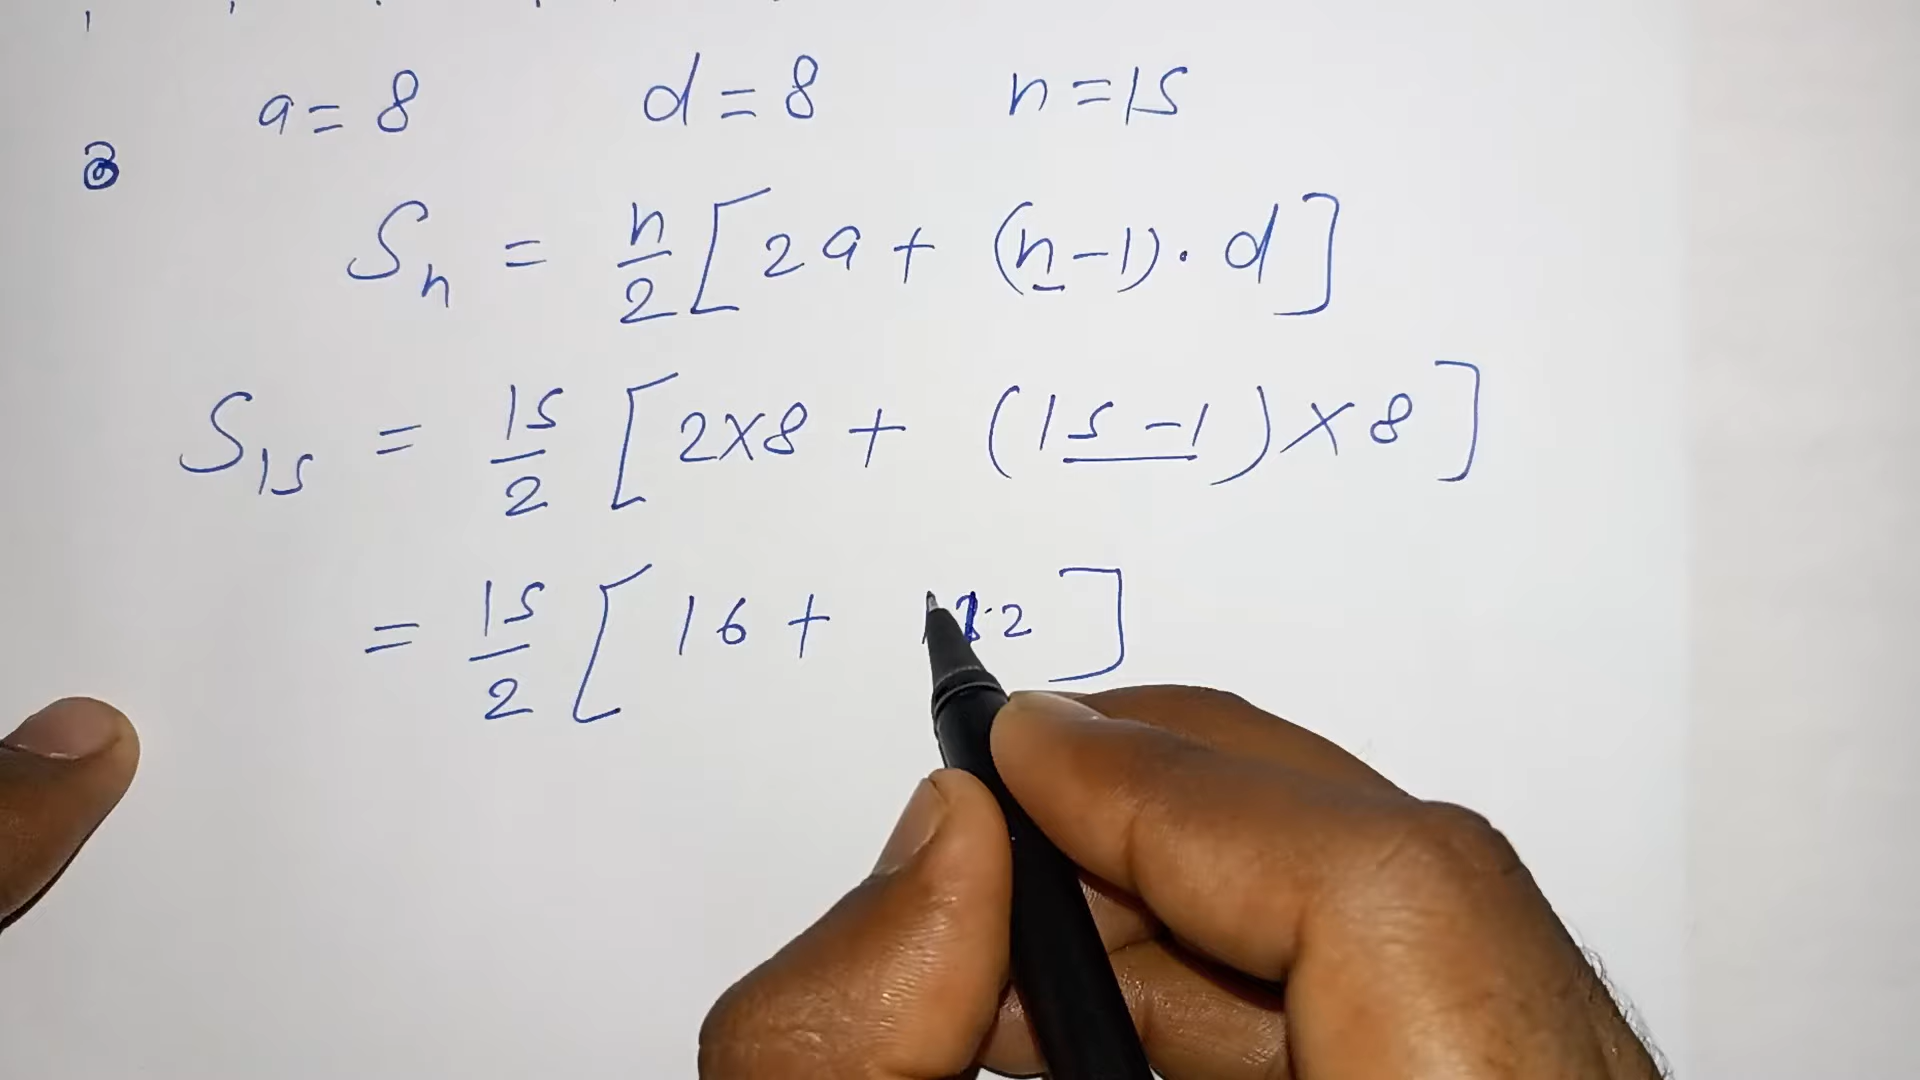 a = 8 d = 8 n = 15
Sn = n/2 [2a + (n-1)·d]
S15 = 15/2 [2×8 + (15-1)×8]
= 15/2 [16 + 2]